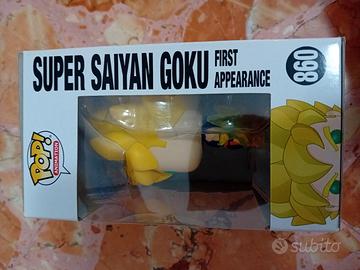 SUPER SAIYAN GOKU
FIRST
APPEARANCE
860
POP!
ANIMATION
subito